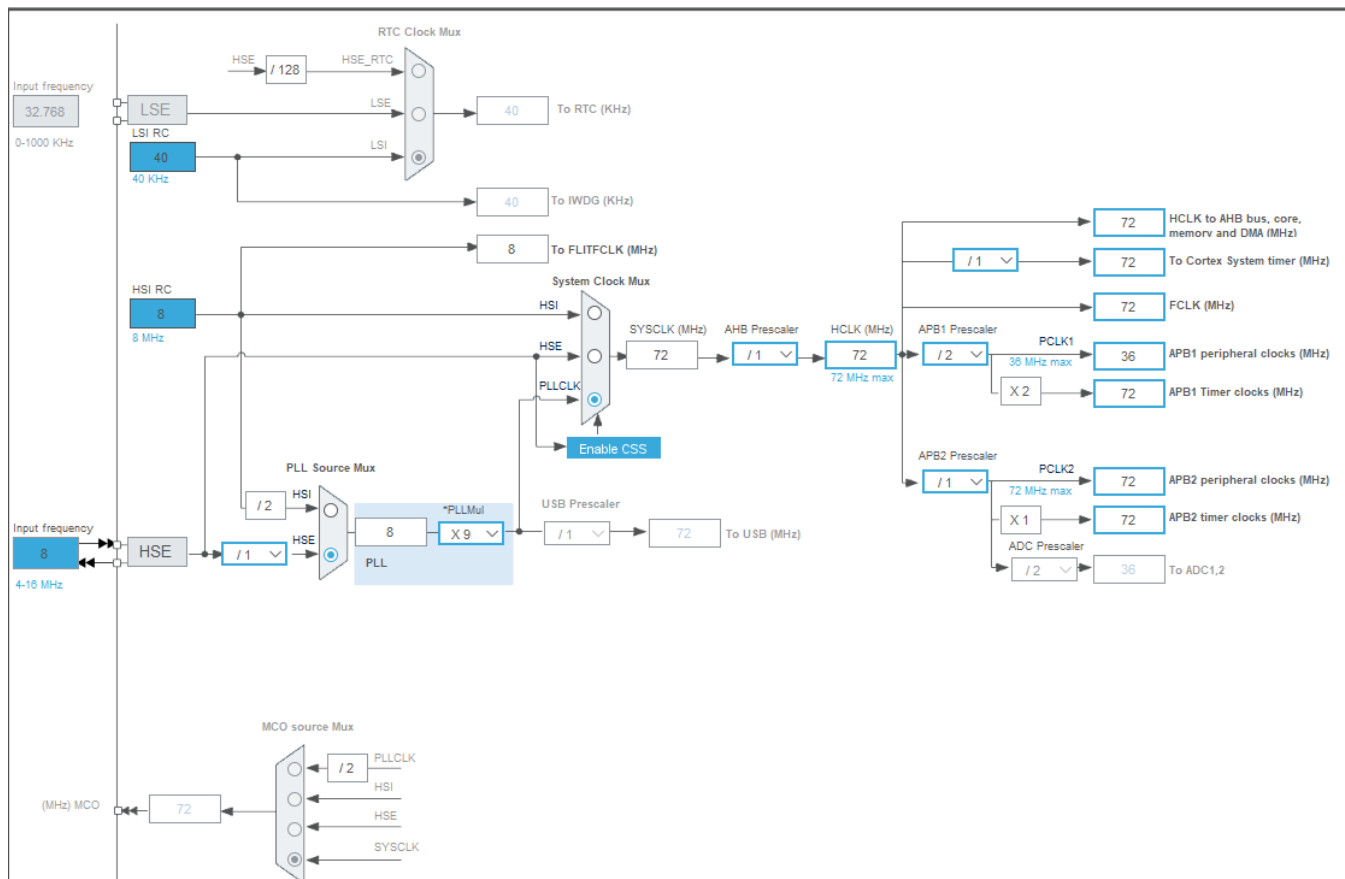 RTC Clock Mux
HSE
/ 128
HSE_RTC
Input frequency
32.768
0-1000 KHz
LSE
LSE
40
To RTC (KHz)
LSI RC
40
40 KHz
LSI
40
To IWDG (KHz)
8
To FLITFCLK (MHz)
HSI RC
8
8 MHz
System Clock Mux
HSI
HSE
PLLCLK
SYSCLK (MHz)
72
AHB Prescaler
/ 1
HCLK (MHz)
72
72 MHz max
72
HCLK to AHB bus, core,
memory and DMA (MHz)
/ 1
72
To Cortex System timer (MHz)
72
FCLK (MHz)
APB1 Prescaler
/ 2
PCLK1
36 MHz max
36
APB1 peripheral clocks (MHz)
X 2
72
APB1 Timer clocks (MHz)
Enable CSS
APB2 Prescaler
/ 1
PCLK2
72 MHz max
72
APB2 peripheral clocks (MHz)
X 1
72
APB2 timer clocks (MHz)
ADC Prescaler
/ 2
36
To ADC1,2
PLL Source Mux
/ 2
HSI
HSE
*PLLMul
8
X 9
PLL
USB Prescaler
/ 1
72
To USB (MHz)
Input frequency
8
4-16 MHz
HSE
/ 1
MCO source Mux
/ 2
PLLCLK
HSI
HSE
SYSCLK
(MHz) MCO
72